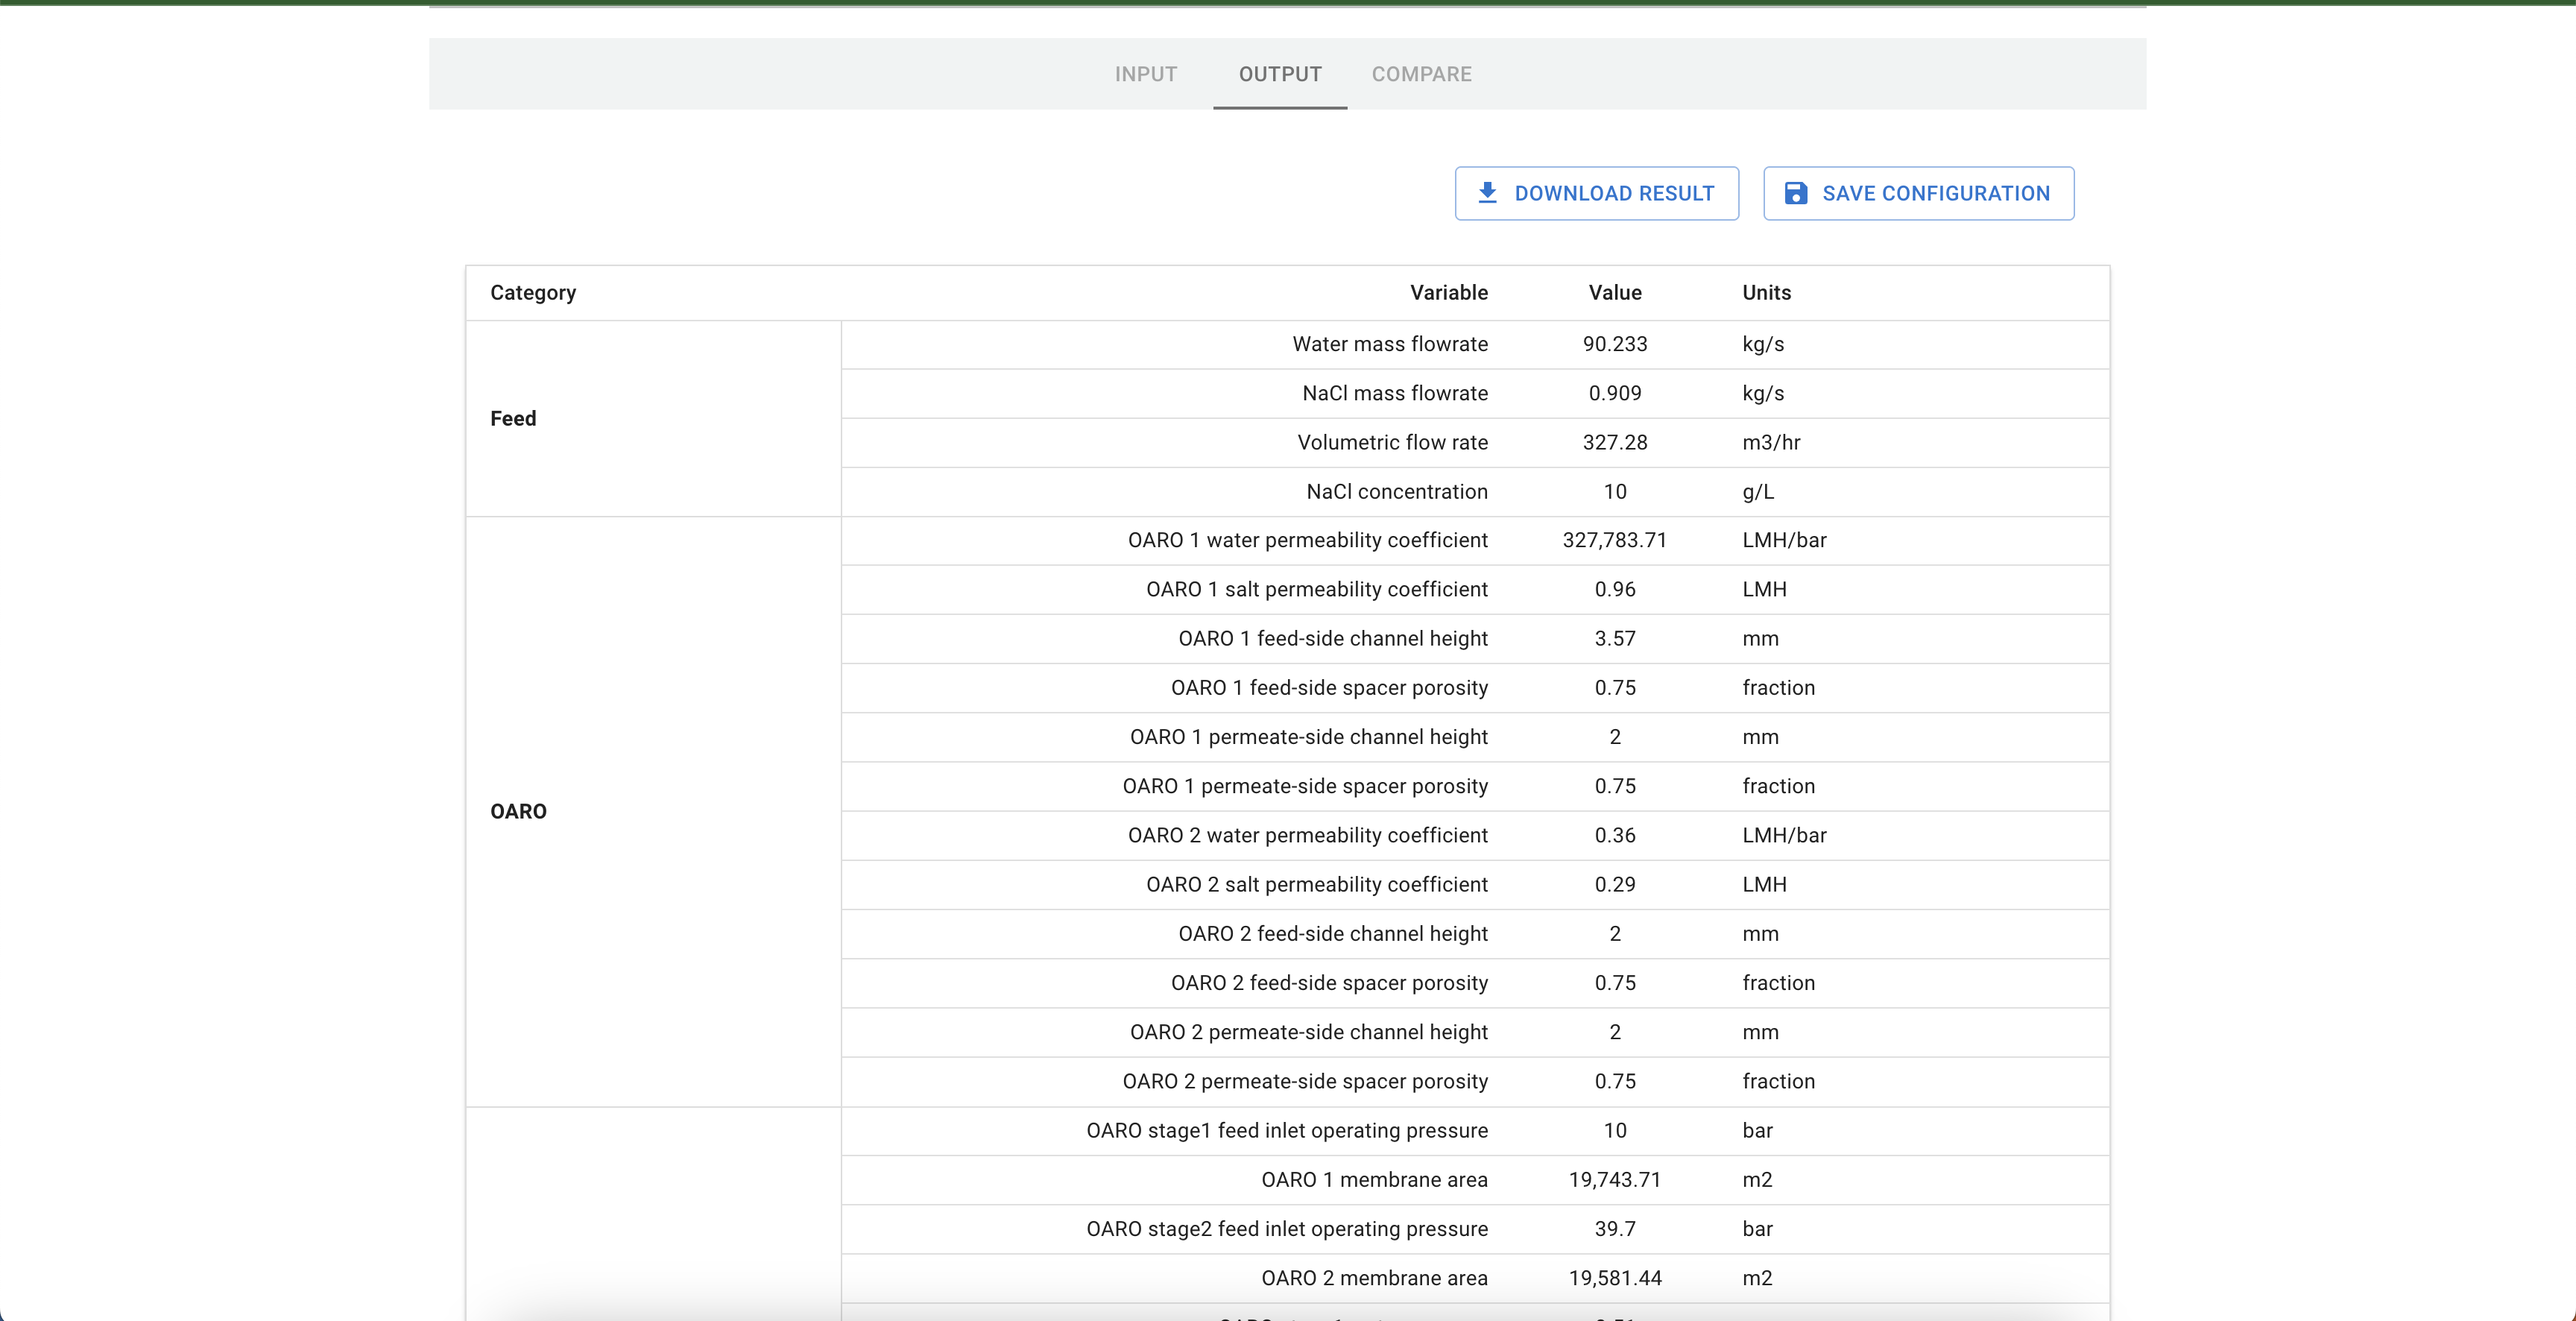 INPUT OUTPUT COMPARE
DOWNLOAD RESULT SAVE CONFIGURATION
Category Variable Value Units
Feed
Water mass flowrate 90.233 kg/s
NaCl mass flowrate 0.909 kg/s
Volumetric flow rate 327.28 m3/hr
NaCl concentration 10 g/L
OARO
OARO 1 water permeability coefficient 327,783.71 LMH/bar
OARO 1 salt permeability coefficient 0.96 LMH
OARO 1 feed-side channel height 3.57 mm
OARO 1 feed-side spacer porosity 0.75 fraction
OARO 1 permeate-side channel height 2 mm
OARO 1 permeate-side spacer porosity 0.75 fraction
OARO 2 water permeability coefficient 0.36 LMH/bar
OARO 2 salt permeability coefficient 0.29 LMH
OARO 2 feed-side channel height 2 mm
OARO 2 feed-side spacer porosity 0.75 fraction
OARO 2 permeate-side channel height 2 mm
OARO 2 permeate-side spacer porosity 0.75 fraction
OARO stage1 feed inlet operating pressure 10 bar
OARO 1 membrane area 19,743.71 m2
OARO stage2 feed inlet operating pressure 39.7 bar
OARO 2 membrane area 19,581.44 m2